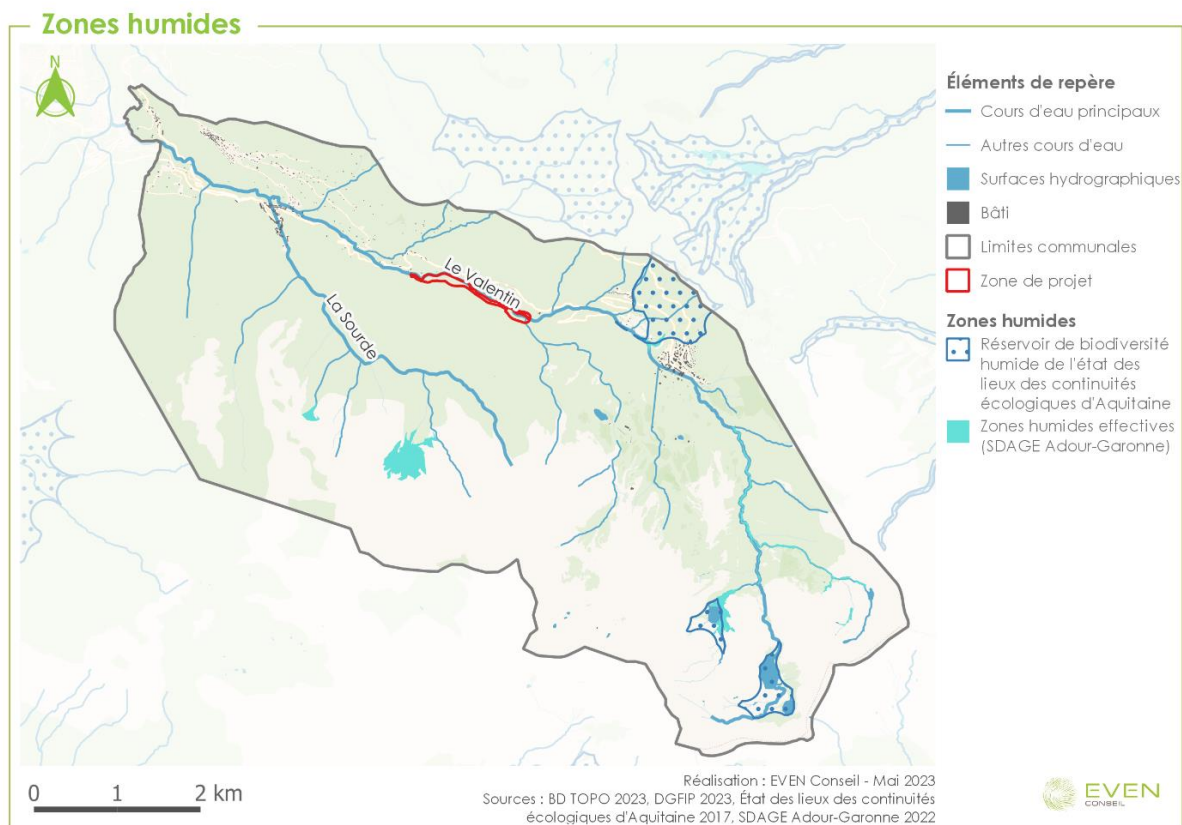 Zones humides
N
Le Valentin
La Sourde
Éléments de repère
Cours d'eau principaux
Autres cours d'eau
Surfaces hydrographiques
Bâti
Limites communales
Zone de projet
Zones humides
Réservoir de biodiversité
humide de l'état des
lieux des continuités
écologiques d'Aquitaine
Zones humides effectives
(SDAGE Adour-Garonne)
0 1 2 km
Réalisation : EVEN Conseil - Mai 2023
Sources : BD TOPO 2023, DGFIP 2023, État des lieux des continuités
écologiques d'Aquitaine 2017, SDAGE Adour-Garonne 2022
EVEN
CONSEIL